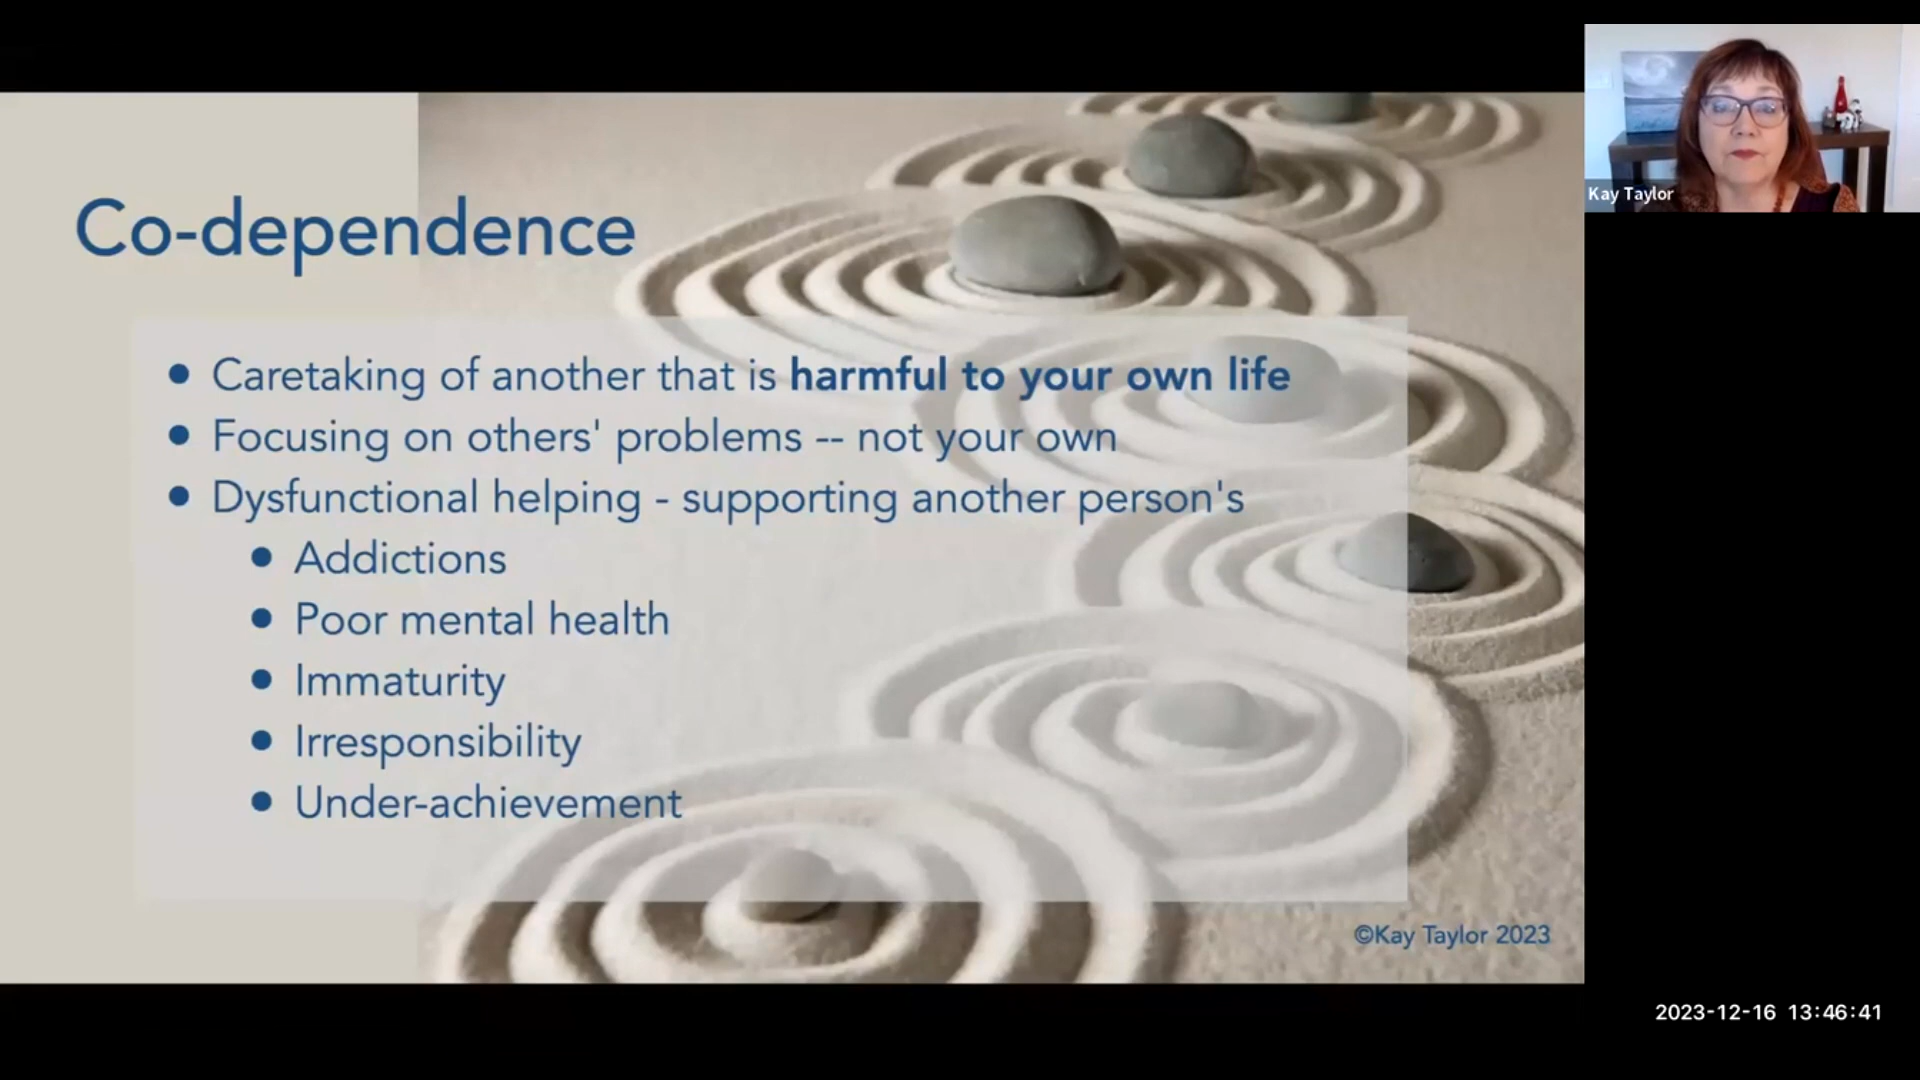 Kay Taylor
Co-dependence
● Caretaking of another that is harmful to your own life
● Focusing on others' problems -- not your own
● Dysfunctional helping - supporting another person's
● Addictions
● Poor mental health
● Immaturity
● Irresponsibility
● Under-achievement
©Kay Taylor 2023
2023-12-16 13:46:41